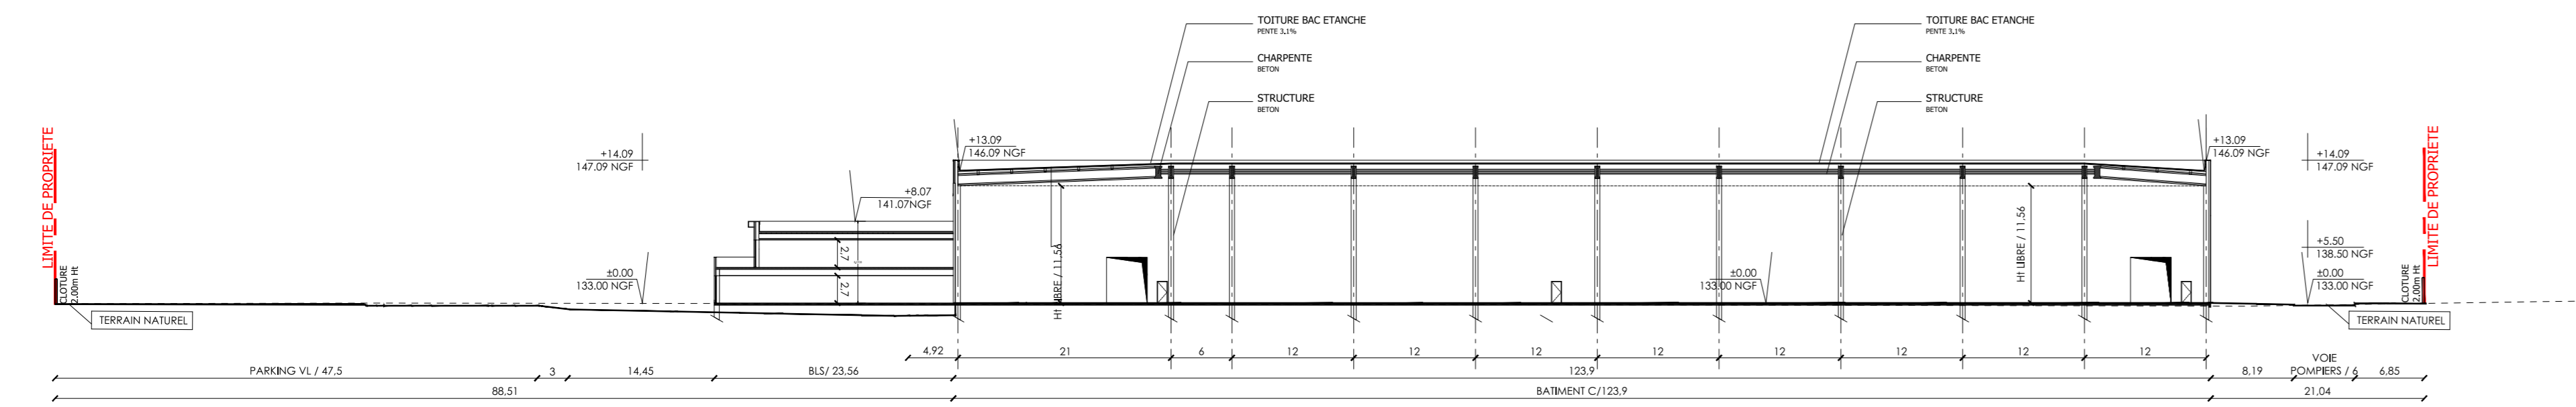 TOITURE BAC ETANCHE
PENTE 3,1%
CHARPENTE
BETON
STRUCTURE
BETON
TOITURE BAC ETANCHE
PENTE 3,1%
CHARPENTE
BETON
STRUCTURE
BETON
LIMITE DE PROPRIETE
CLOTURE
2.00m Ht
+14.09
147.09 NGF
+8.07
141.07NGF
±0.00
133.00 NGF
2,7
2,7
+13.09
146.09 NGF
Ht LIBRE / 11.56
±0.00
133.00 NGF
Ht LIBRE / 11.56
+13.09
146.09 NGF
+14.09
147.09 NGF
+5.50
138.50 NGF
±0.00
133.00 NGF
CLOTURE
2.00m Ht
LIMITE DE PROPRIETE
TERRAIN NATUREL
TERRAIN NATUREL
4,92
21
6
12
12
12
12
12
12
12
12
PARKING VL / 47,5
3
14,45
BLS/ 23,56
123,9
8,19
VOIE
POMPIERS / 6
6,85
88,51
BATIMENT C/123,9
21,04